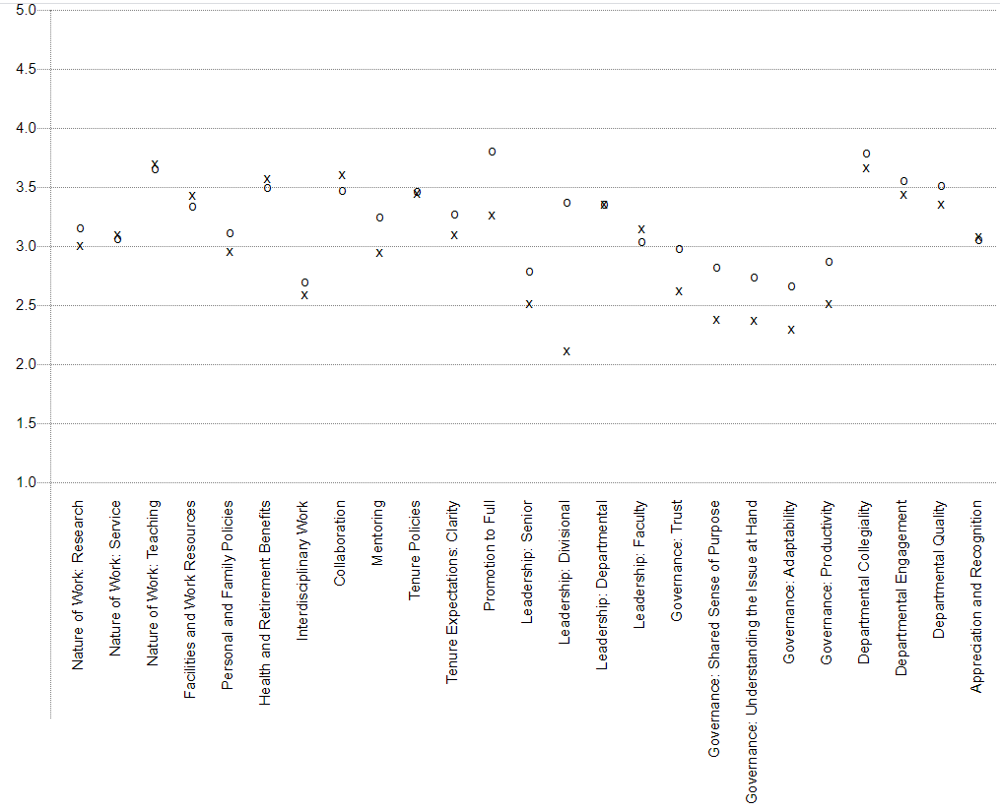 5.0
4.5
4.0
3.5
3.0
2.5
2.0
1.5
1.0
Nature of Work: Research
Nature of Work: Service
Nature of Work: Teaching
Facilities and Work Resources
Personal and Family Policies
Health and Retirement Benefits
Interdisciplinary Work
Collaboration
Mentoring
Tenure Policies
Tenure Expectations: Clarity
Promotion to Full
Leadership: Senior
Leadership: Divisional
Leadership: Departmental
Leadership: Faculty
Governance: Trust
Governance: Shared Sense of Purpose
Governance: Understanding the Issue at Hand
Governance: Adaptability
Governance: Productivity
Departmental Collegiality
Departmental Engagement
Departmental Quality
Appreciation and Recognition